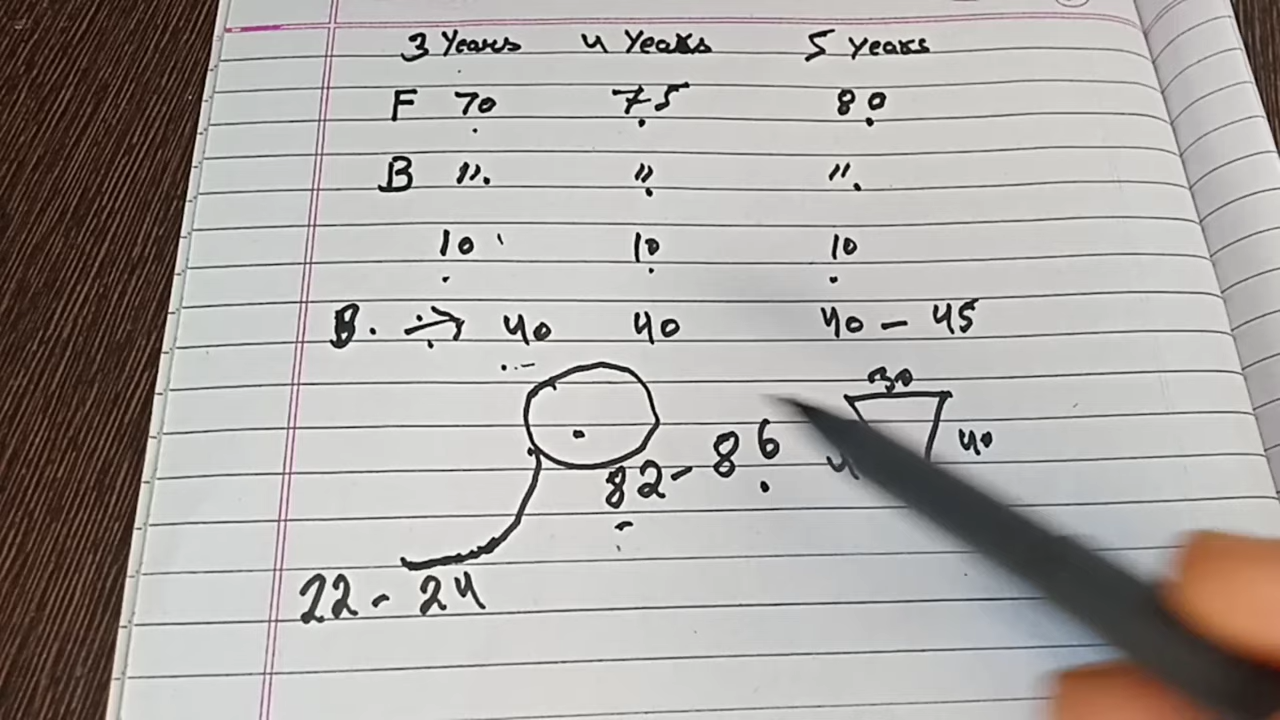 3 Years 4 Years 5 Years
F 70 75 80
B " " "
10 10 10
B. → 40 40 40 - 45
30
82 - 86 40
22 - 24